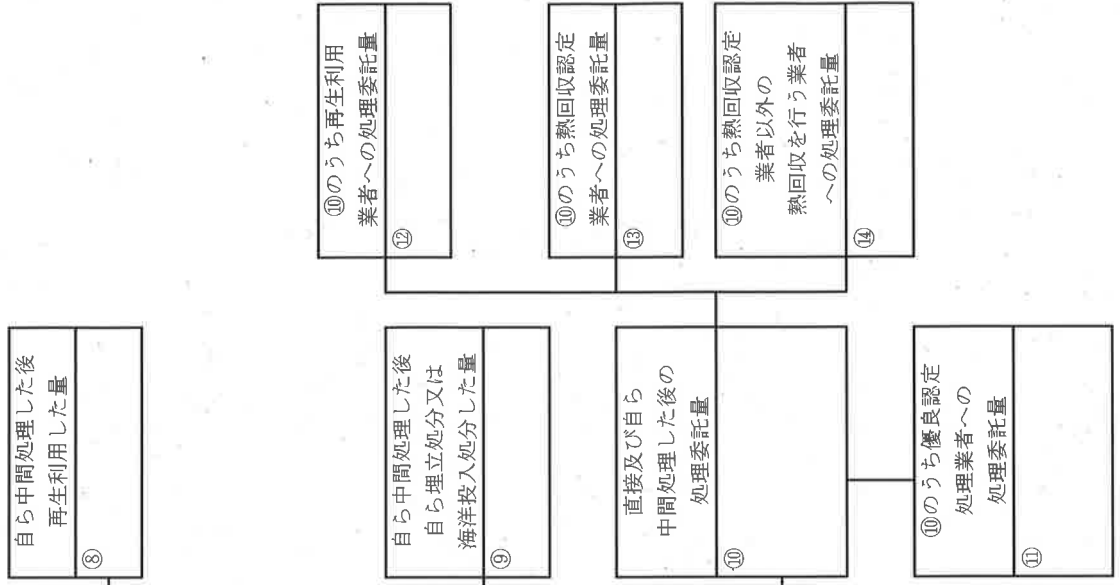 自ら中間処理した後
再生利用した量
⑧
自ら中間処理した後
自ら埋立処分又は
海洋投入処分した量
⑨
直接及び自ら
中間処理した後の
処理委託量
⑩
⑩のうち優良認定
処理業者への
処理委託量
⑪
⑩のうち再生利用
業者への処理委託量
⑫
⑩のうち熱回収認定
業者への処理委託量
⑬
⑩のうち熱回収認定
業者以外の
熱回収を行う業者
への処理委託量
⑭